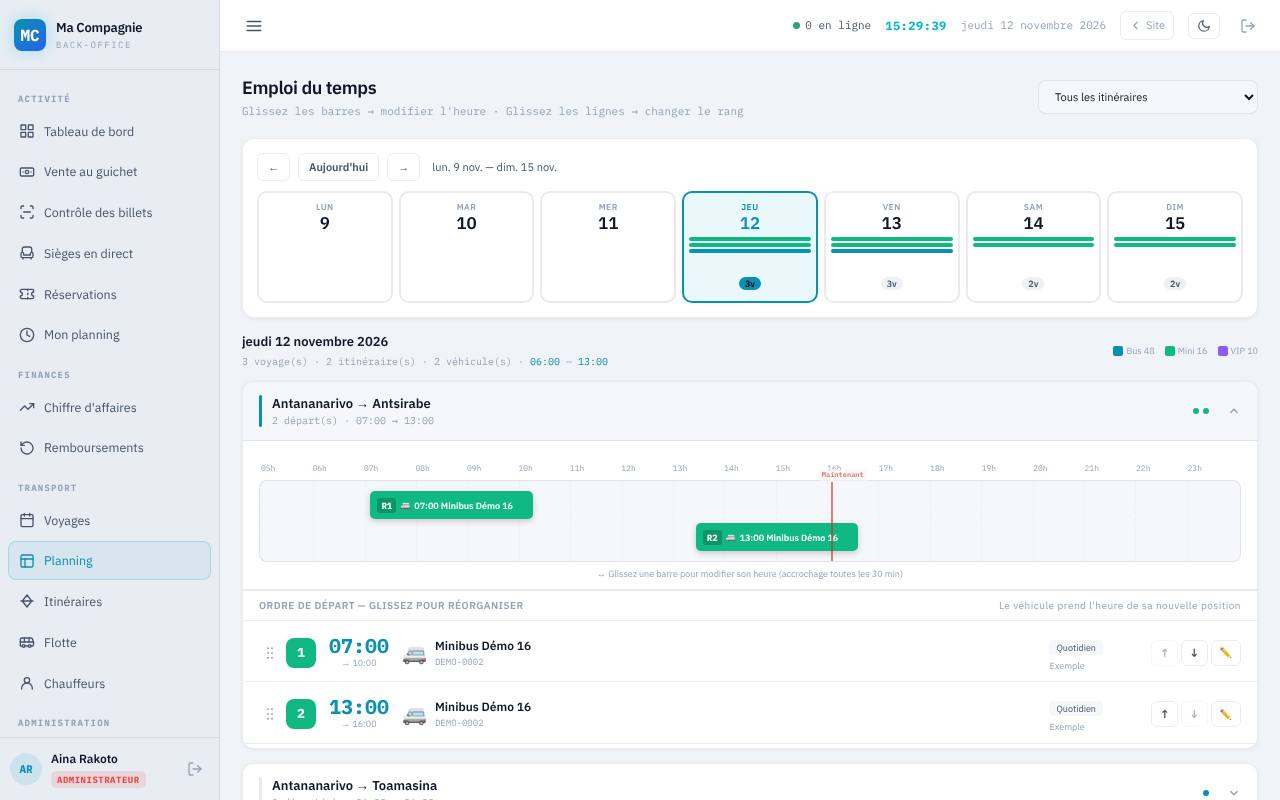 MC Ma Compagnie
BACK-OFFICE
ACTIVITÉ
Tableau de bord
Vente au guichet
Contrôle des billets
Sièges en direct
Réservations
Mon planning
FINANCES
Chiffre d'affaires
Remboursements
TRANSPORT
Voyages
Planning
Itinéraires
Flotte
Chauffeurs
ADMINISTRATION
AR Aina Rakoto
ADMINISTRATEUR
0 en ligne 15:29:39 jeudi 12 novembre 2026 Site
Emploi du temps
Glissez les barres → modifier l'heure · Glissez les lignes → changer le rang
Tous les itinéraires
← Aujourd'hui → lun. 9 nov. — dim. 15 nov.
LUN MAR MER JEU VEN SAM DIM
9 10 11 12 13 14 15
3v 3v 2v 2v
jeudi 12 novembre 2026
3 voyage(s) · 2 itinéraire(s) · 2 véhicule(s) · 06:00 — 13:00
Bus 48 Mini 16 VIP 10
Antananarivo → Antsirabe
2 départ(s) · 07:00 → 13:00
05h 06h 07h 08h 09h 10h 11h 12h 13h 14h 15h 16h 17h 18h 19h 20h 21h 22h 23h
Maintenant
R1 07:00 Minibus Démo 16
R2 13:00 Minibus Démo 16
↔ Glissez une barre pour modifier son heure (accrochage toutes les 30 min)
ORDRE DE DÉPART — GLISSEZ POUR RÉORGANISER Le véhicule prend l'heure de sa nouvelle position
1 07:00 Minibus Démo 16 Quotidien ↑ ↓
→ 10:00 DEMO-0002 Exemple
2 13:00 Minibus Démo 16 Quotidien ↑ ↓
→ 16:00 DEMO-0002 Exemple
Antananarivo → Toamasina